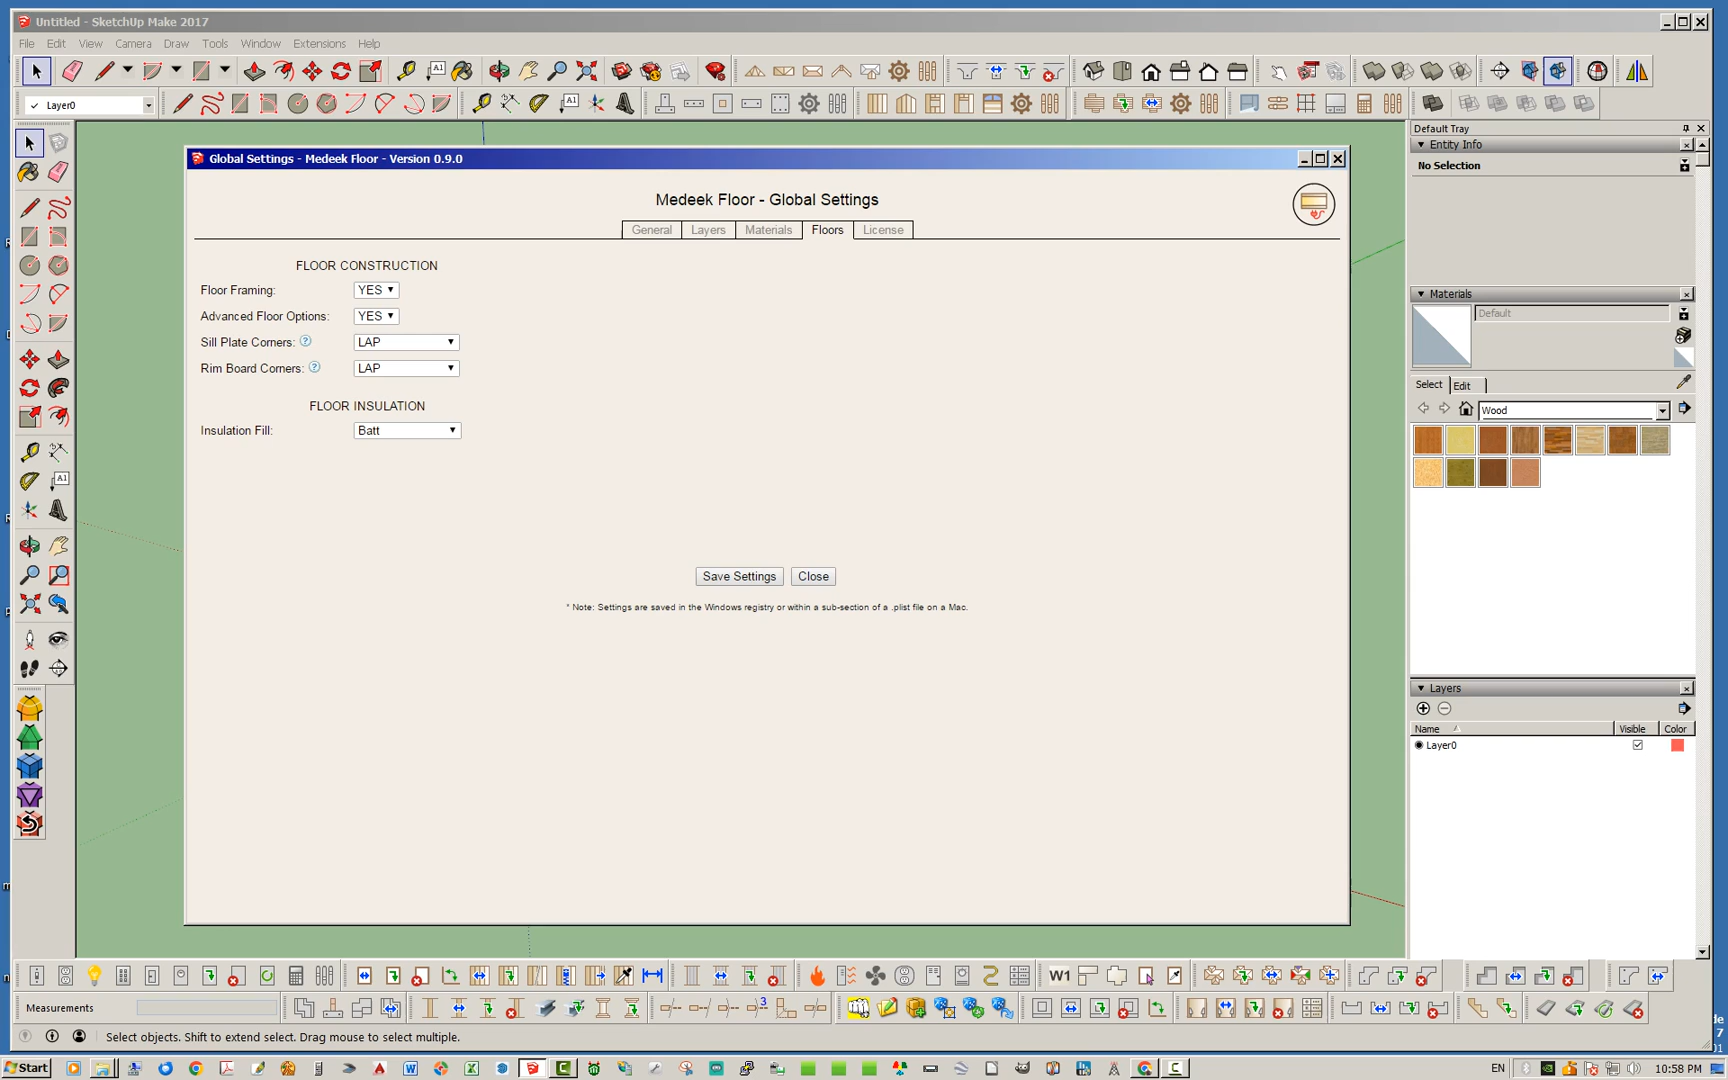 Untitled - SketchUp Make 2017
File Edit View Camera Draw Tools Window Extensions Help
Layer0
Global Settings - Medeek Floor - Version 0.9.0
Medeek Floor - Global Settings
General Layers Materials Floors License
FLOOR CONSTRUCTION
Floor Framing: YES
Advanced Floor Options: YES
Sill Plate Corners: ? LAP
Rim Board Corners: ? LAP
FLOOR INSULATION
Insulation Fill: Batt
Save Settings Close
* Note: Settings are saved in the Windows registry or within a sub-section of a .plist file on a Mac.
Default Tray
Entity Info
No Selection
Materials
Default
Select Edit
Wood
Layers
Name Visible Color
Layer0
W1
Measurements
3
Select objects. Shift to extend select. Drag mouse to select multiple.
Start
EN
10:58 PM